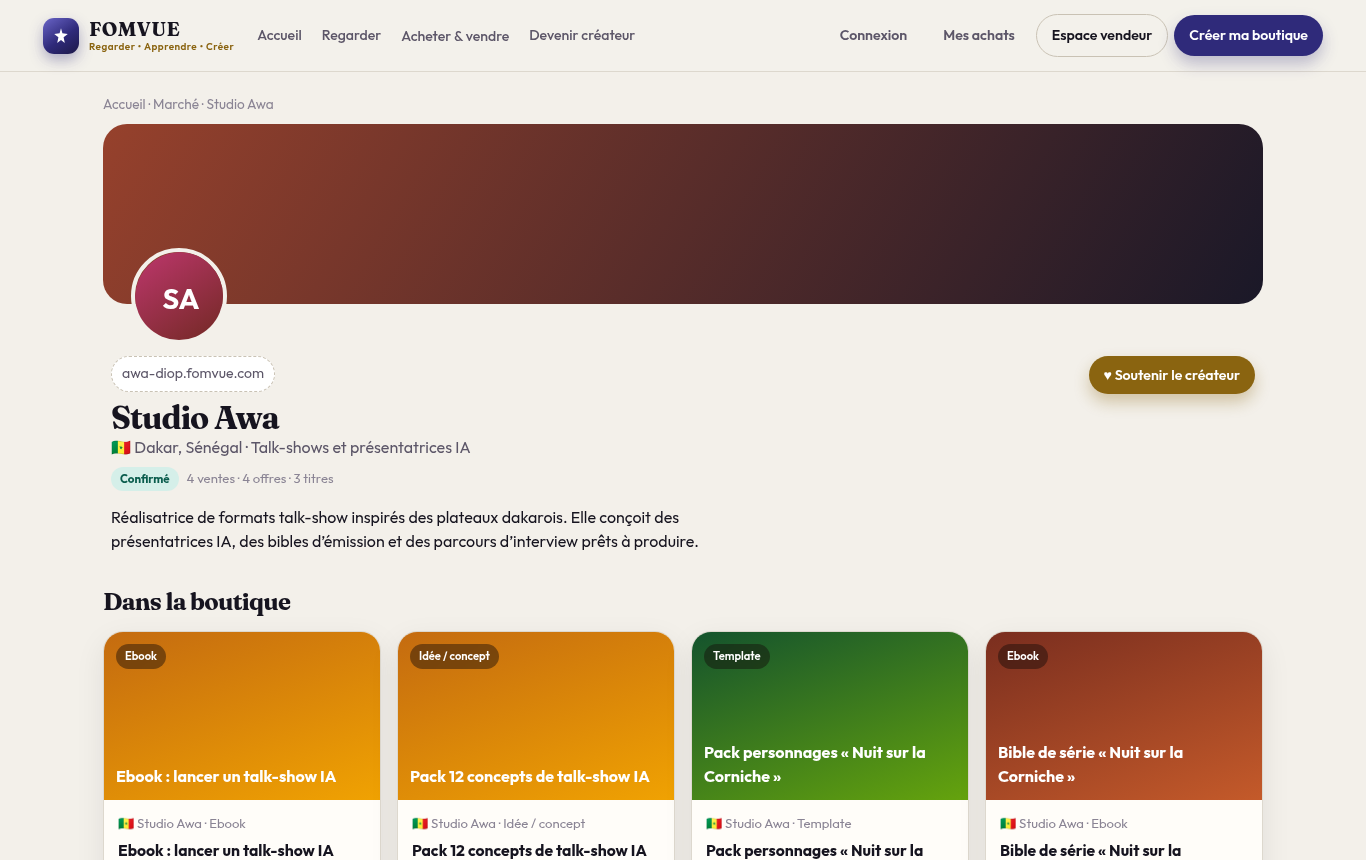 FOMVUE
Regarder • Apprendre • Créer
Accueil
Regarder
Acheter & vendre
Devenir créateur
Connexion
Mes achats
Espace vendeur
Créer ma boutique
Accueil · Marché · Studio Awa
SA
awa-diop.fomvue.com
♥ Soutenir le créateur
Studio Awa
🇸🇳 Dakar, Sénégal · Talk-shows et présentatrices IA
Confirmé
4 ventes · 4 offres · 3 titres
Réalisatrice de formats talk-show inspirés des plateaux dakarois. Elle conçoit des
présentatrices IA, des bibles d’émission et des parcours d’interview prêts à produire.
Dans la boutique
Ebook
Ebook : lancer un talk-show IA
🇸🇳 Studio Awa · Ebook
Ebook : lancer un talk-show IA
Idée / concept
Pack 12 concepts de talk-show IA
🇸🇳 Studio Awa · Idée / concept
Pack 12 concepts de talk-show IA
Template
Pack personnages « Nuit sur la
Corniche »
🇸🇳 Studio Awa · Template
Pack personnages « Nuit sur la
Ebook
Bible de série « Nuit sur la
Corniche »
🇸🇳 Studio Awa · Ebook
Bible de série « Nuit sur la